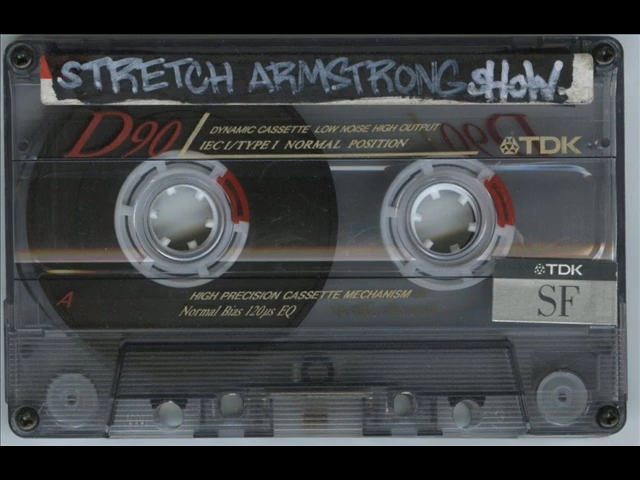 STRETCH ARMSTRONG SHOW.
D90
DYNAMIC CASSETTE LOW NOISE HIGH OUTPUT
IEC I/TYPE I NORMAL POSITION
TDK
TDK
SF
A
HIGH PRECISION CASSETTE MECHANISM
Normal Bias 120µs EQ